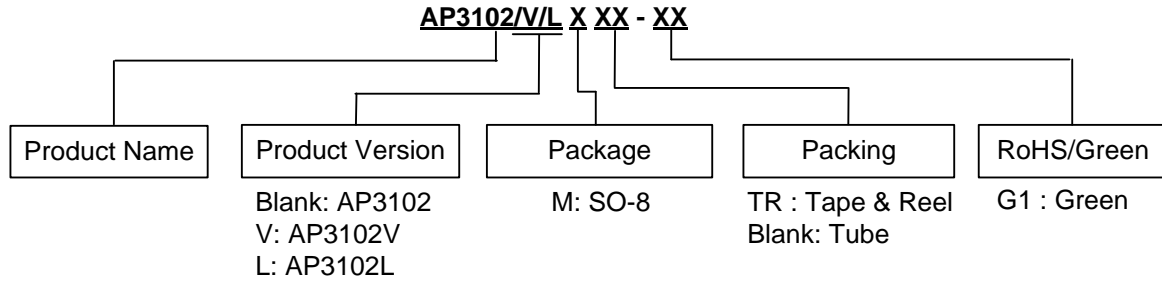 AP3102/V/L X XX - XX
Product Name
Product Version
Package
Packing
RoHS/Green
Blank: AP3102
V: AP3102V
L: AP3102L
M: SO-8
TR : Tape & Reel
Blank: Tube
G1 : Green